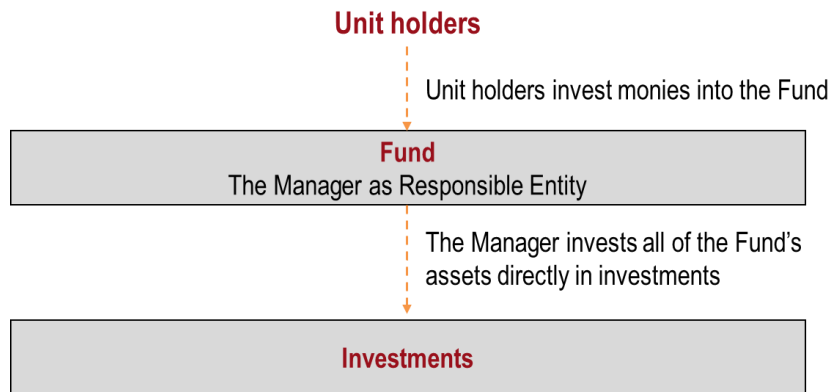 Unit holders
Unit holders invest monies into the Fund
Fund
The Manager as Responsible Entity
The Manager invests all of the Fund’s
assets directly in investments
Investments